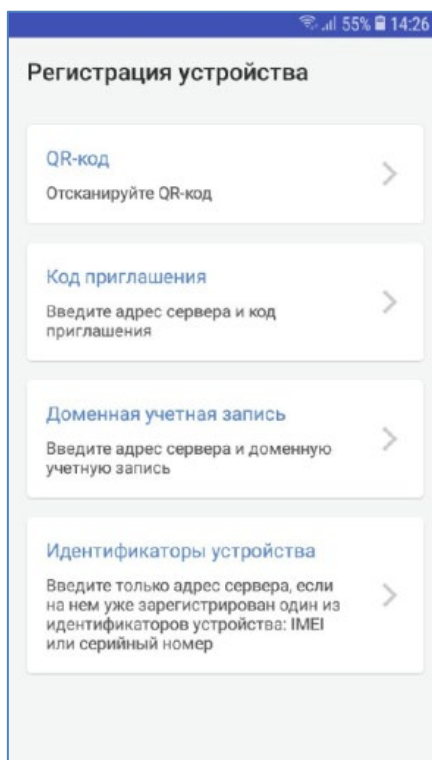 55% 14:26
Регистрация устройства
QR-код
Отсканируйте QR-код
Код приглашения
Введите адрес сервера и код
приглашения
Доменная учетная запись
Введите адрес сервера и доменную
учетную запись
Идентификаторы устройства
Введите только адрес сервера, если
на нем уже зарегистрирован один из
идентификаторов устройства: IMEI
или серийный номер